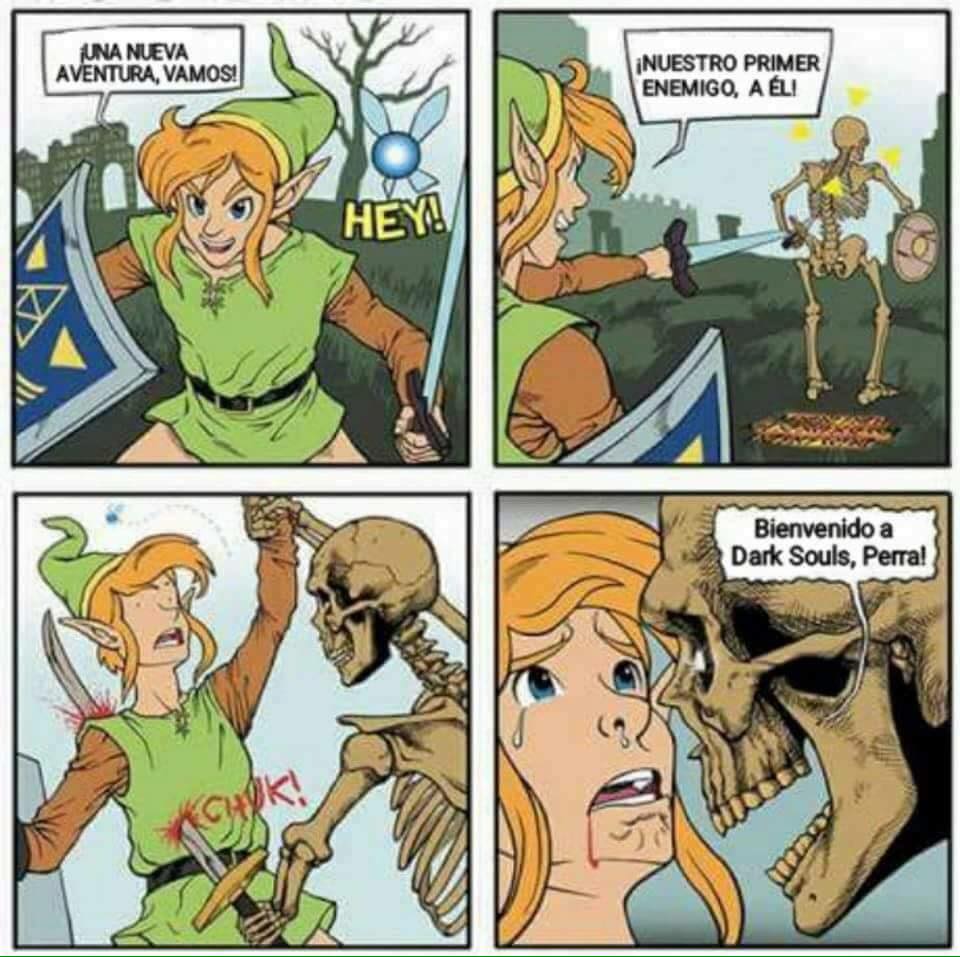 ¡UNA NUEVA
AVENTURA, VAMOS!
HEY!
¡NUESTRO PRIMER
ENEMIGO, A ÉL!
CHUK!
Bienvenido a
Dark Souls, Perra!